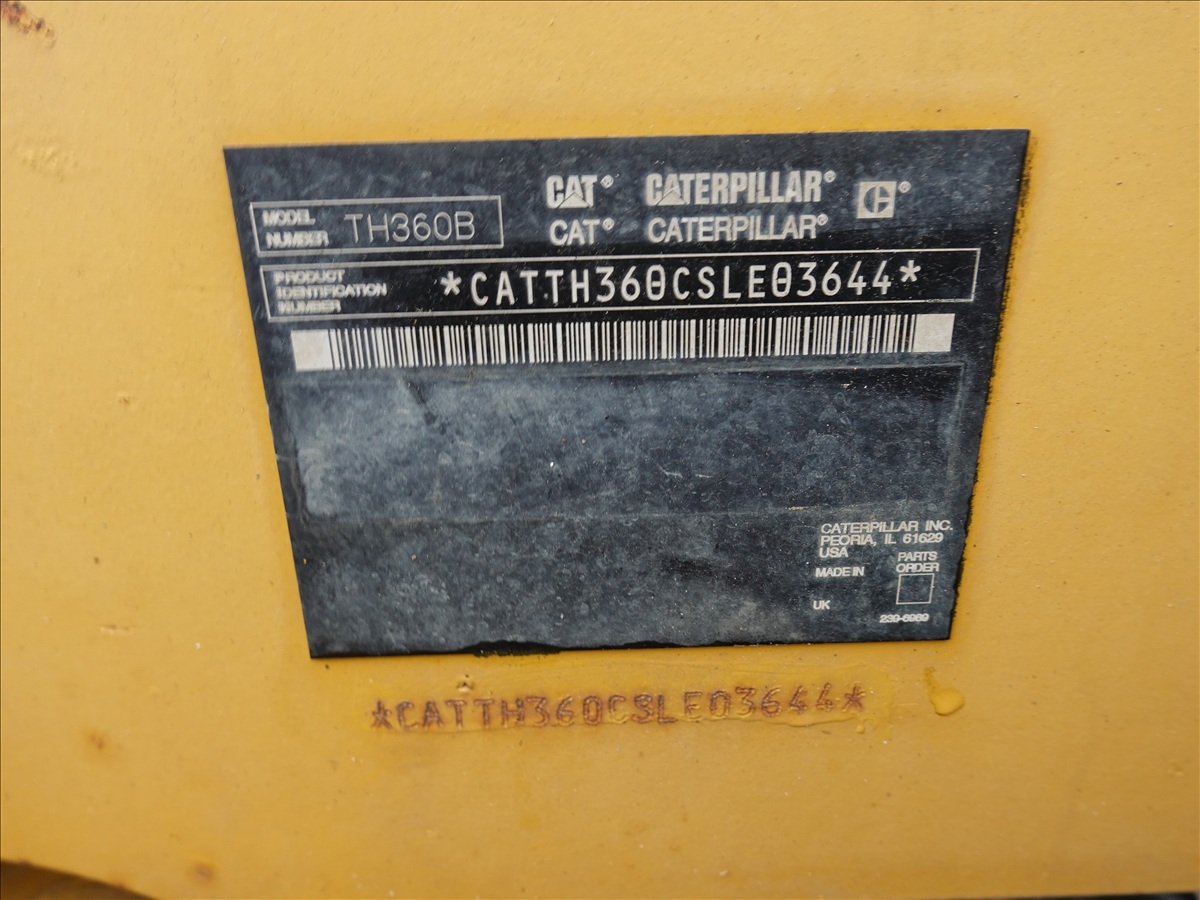 CAT® CATERPILLAR® C®
MODEL NUMBER TH360B
CAT® CATERPILLAR®
PRODUCT IDENTIFICATION NUMBER *CATTH360CSLE03644*
CATERPILLAR INC.
PEORIA, IL 61629
USA
PARTS ORDER
MADE IN
UK
239-6969
*CATTH360CSLE03644*